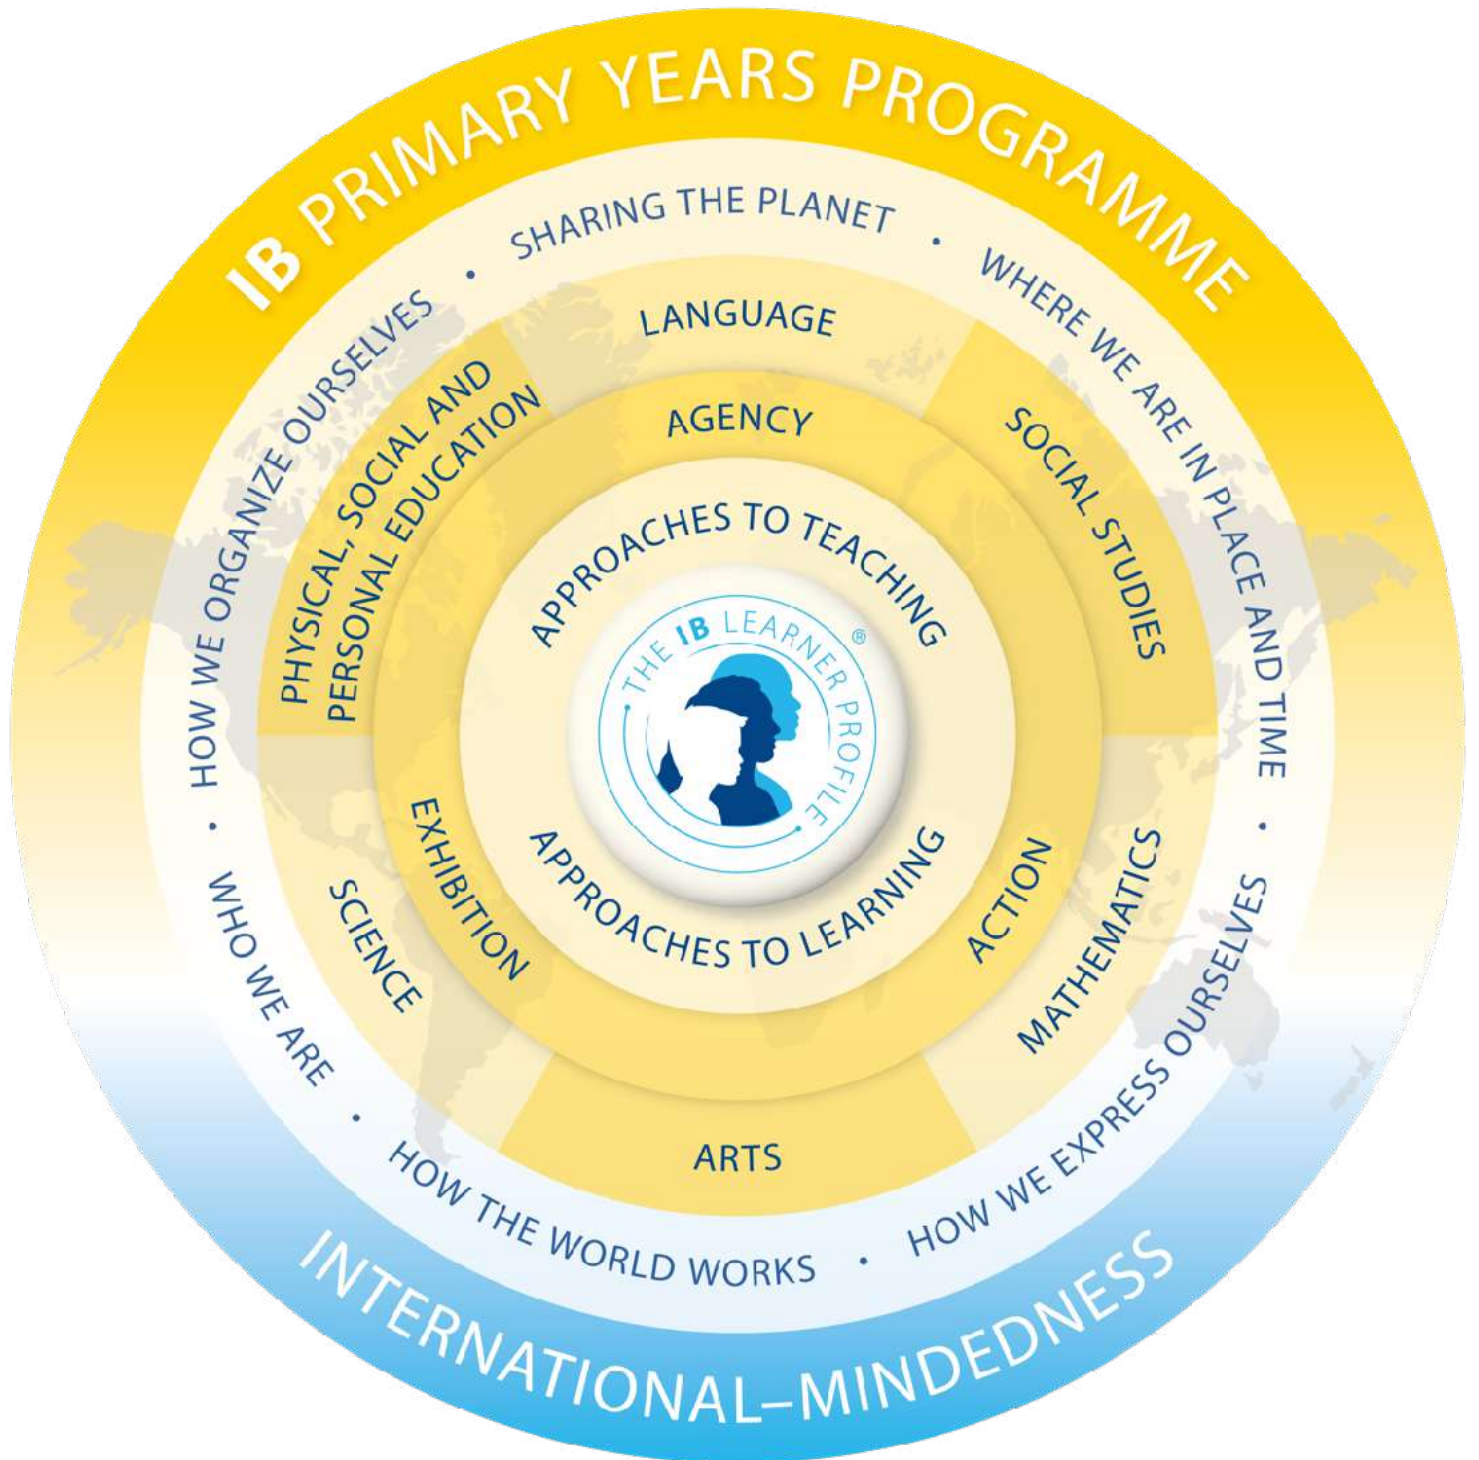 IB PRIMARY YEARS PROGRAMME
SHARING THE PLANET
•
WHERE WE ARE IN PLACE AND TIME
•
HOW WE EXPRESS OURSELVES
•
HOW THE WORLD WORKS
•
WHO WE ARE
•
HOW WE ORGANIZE OURSELVES
•
LANGUAGE
SOCIAL STUDIES
MATHEMATICS
ARTS
SCIENCE
PHYSICAL, SOCIAL AND
PERSONAL EDUCATION
AGENCY
ACTION
EXHIBITION
APPROACHES TO TEACHING
THE IB LEARNER PROFILE
®
APPROACHES TO LEARNING
INTERNATIONAL–MINDEDNESS